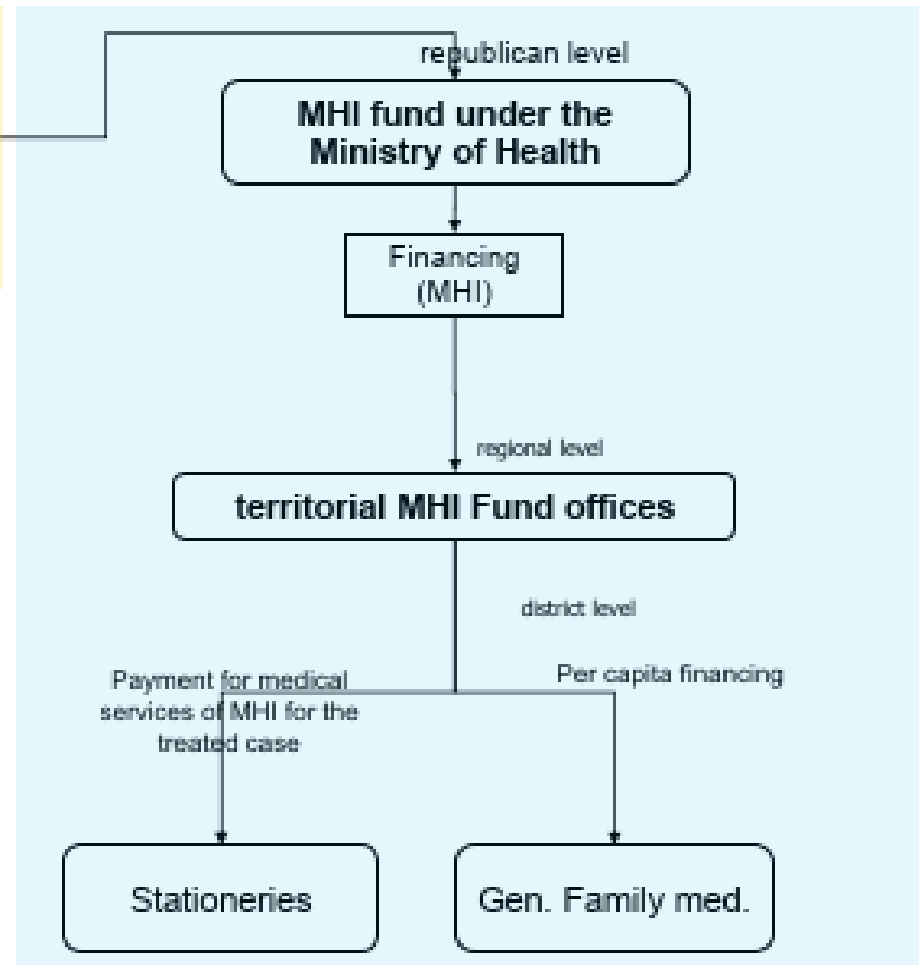 republican level
MHI fund under the
Ministry of Health
Financing
(MHI)
regional level
territorial MHI Fund offices
district level
Per capita financing
Payment for medical
services of MHI for the
treated case
Stationeries
Gen. Family med.